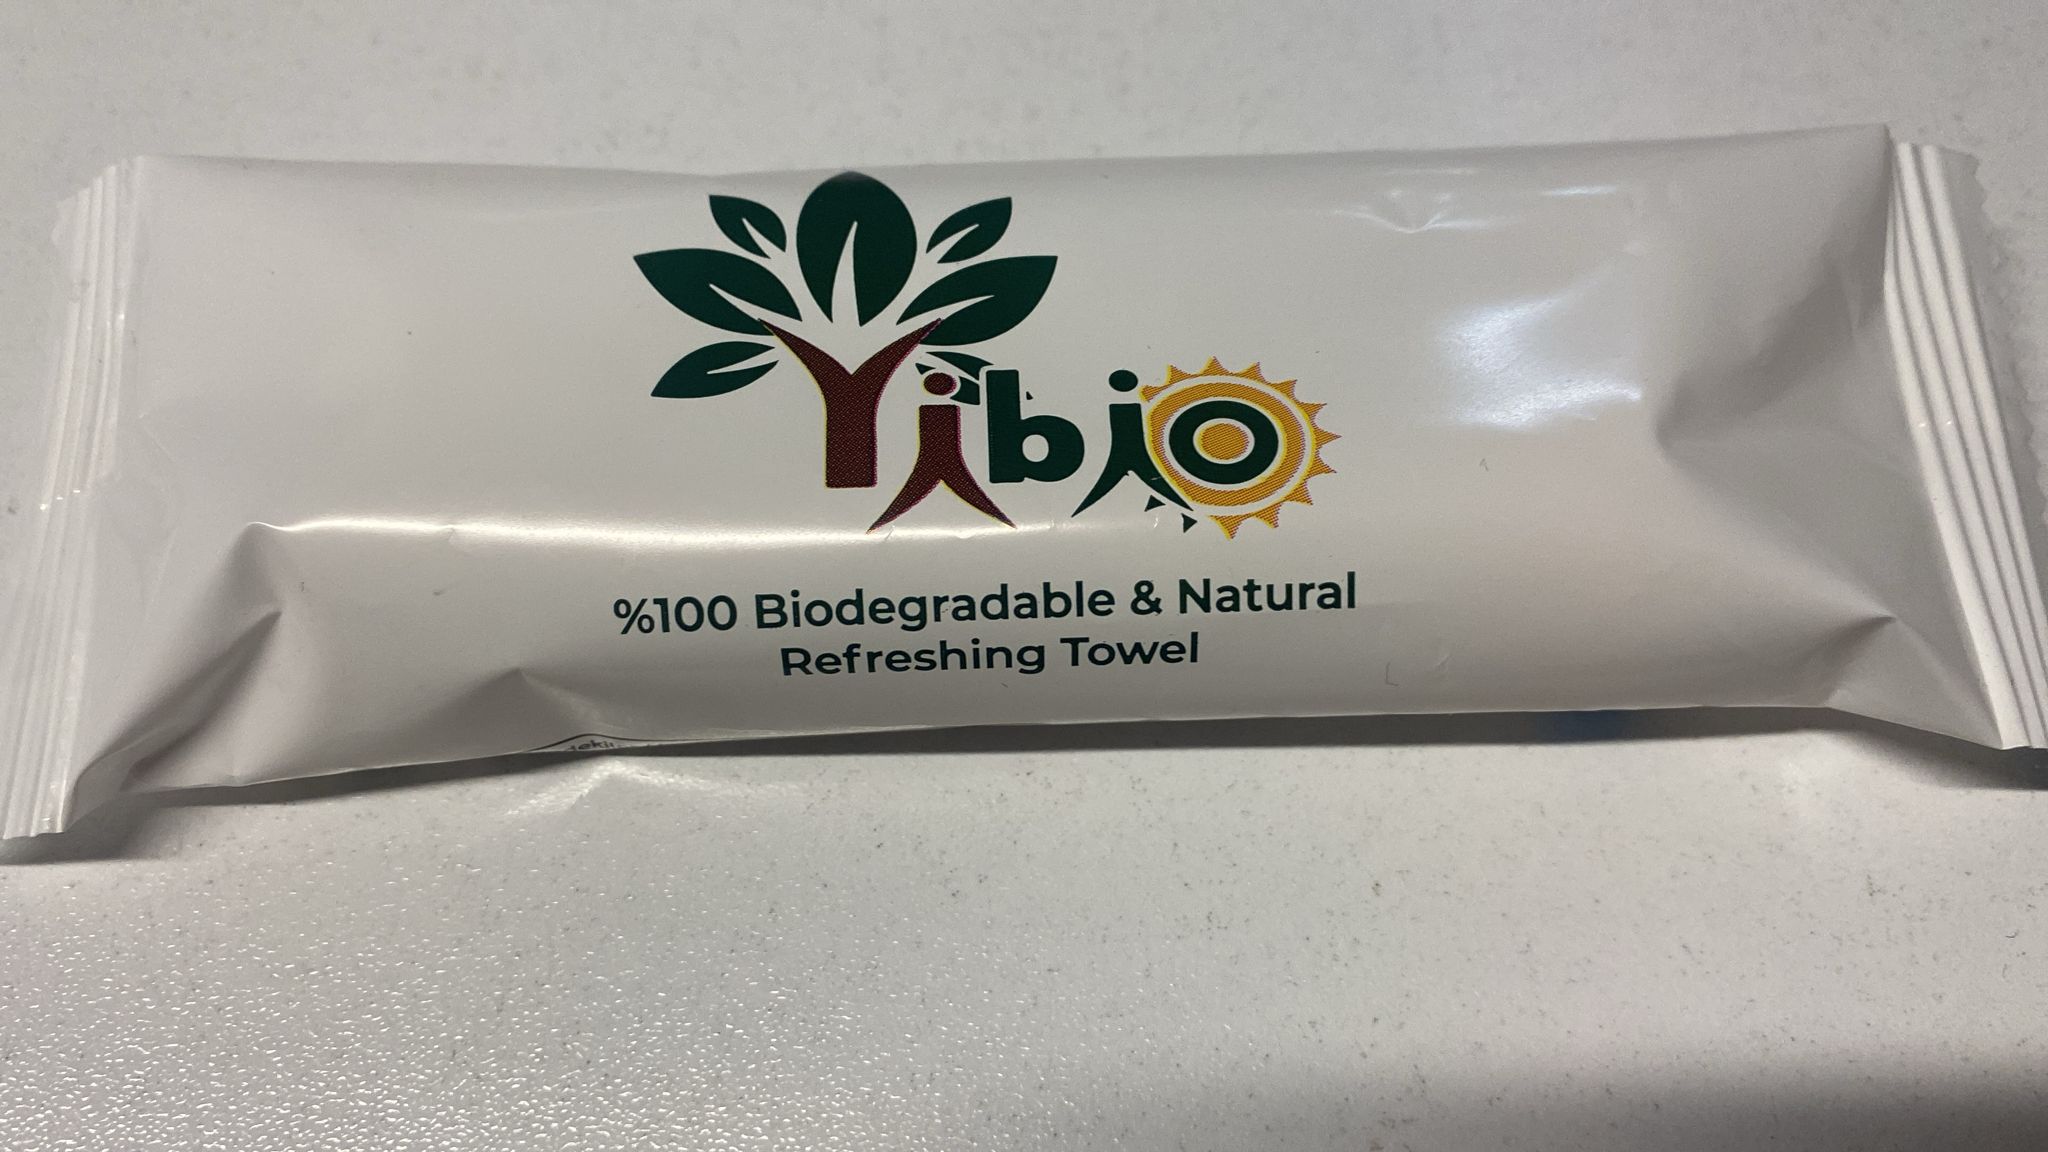 Yibio
%100 Biodegradable & Natural
Refreshing Towel